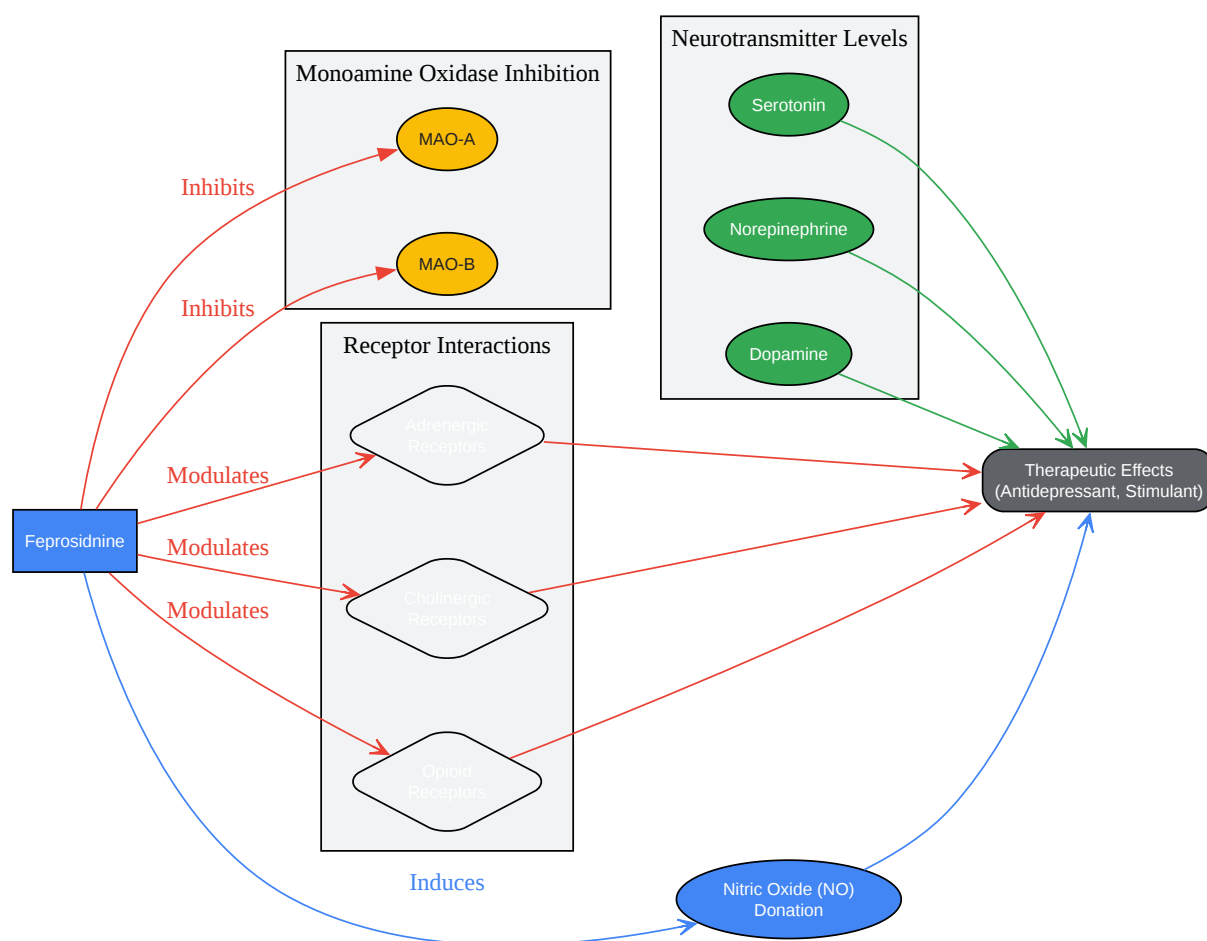 Neurotransmitter Levels
Monoamine Oxidase Inhibition
Serotonin
MAO-A
Inhibits
Norepinephrine
MAO-B
Inhibits
Receptor Interactions
Dopamine
Adrenergic
Receptors
Modulates
Therapeutic Effects
(Antidepressant, Stimulant)
Feprosidnine
Modulates
Cholinergic
Receptors
Modulates
Opioid
Receptors
Induces
Nitric Oxide (NO)
Donation